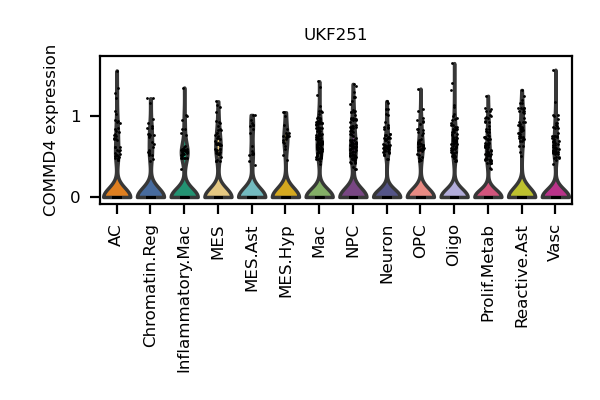 UKF251
COMMD4 expression
1
0
AC
Chromatin.Reg
Inflammatory.Mac
MES
MES.Ast
MES.Hyp
Mac
NPC
Neuron
OPC
Oligo
Prolif.Metab
Reactive.Ast
Vasc